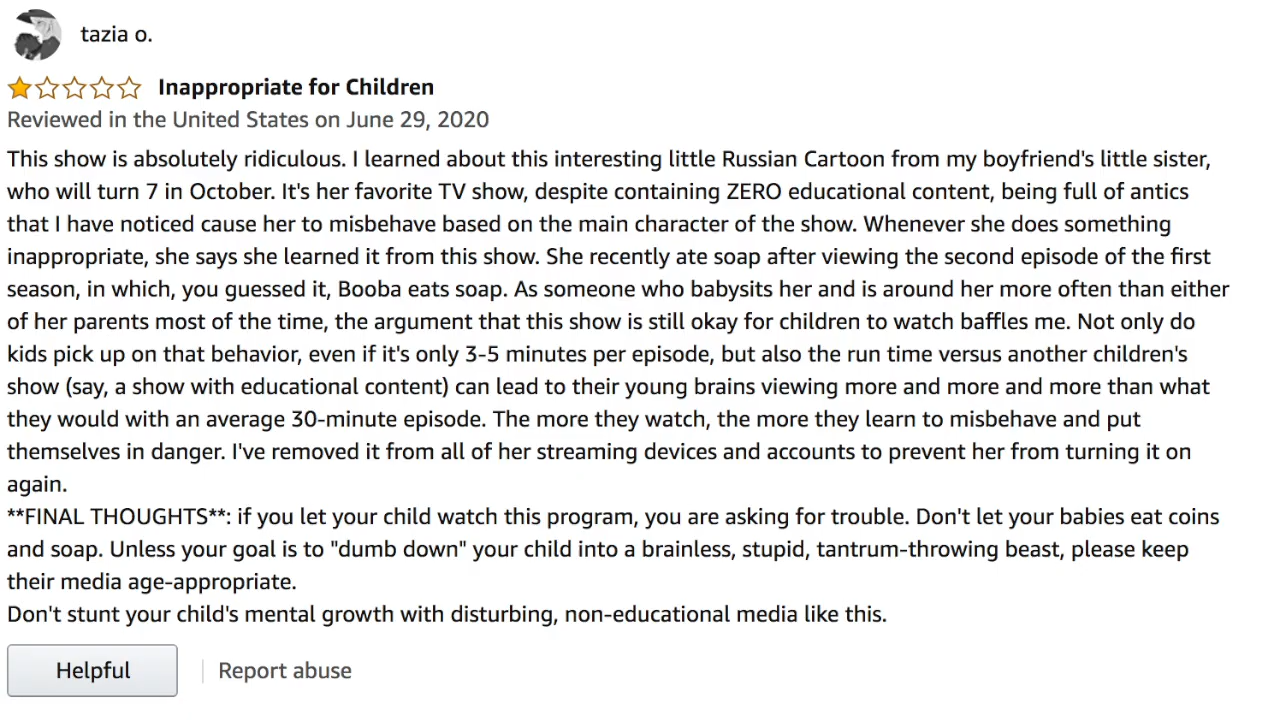 tazia o.
Inappropriate for Children
Reviewed in the United States on June 29, 2020
This show is absolutely ridiculous. I learned about this interesting little Russian Cartoon from my boyfriend's little sister,
who will turn 7 in October. It's her favorite TV show, despite containing ZERO educational content, being full of antics
that I have noticed cause her to misbehave based on the main character of the show. Whenever she does something
inappropriate, she says she learned it from this show. She recently ate soap after viewing the second episode of the first
season, in which, you guessed it, Booba eats soap. As someone who babysits her and is around her more often than either
of her parents most of the time, the argument that this show is still okay for children to watch baffles me. Not only do
kids pick up on that behavior, even if it's only 3-5 minutes per episode, but also the run time versus another children's
show (say, a show with educational content) can lead to their young brains viewing more and more and more than what
they would with an average 30-minute episode. The more they watch, the more they learn to misbehave and put
themselves in danger. I've removed it from all of her streaming devices and accounts to prevent her from turning it on
again.
**FINAL THOUGHTS**: if you let your child watch this program, you are asking for trouble. Don't let your babies eat coins
and soap. Unless your goal is to "dumb down" your child into a brainless, stupid, tantrum-throwing beast, please keep
their media age-appropriate.
Don't stunt your child's mental growth with disturbing, non-educational media like this.
Helpful
Report abuse